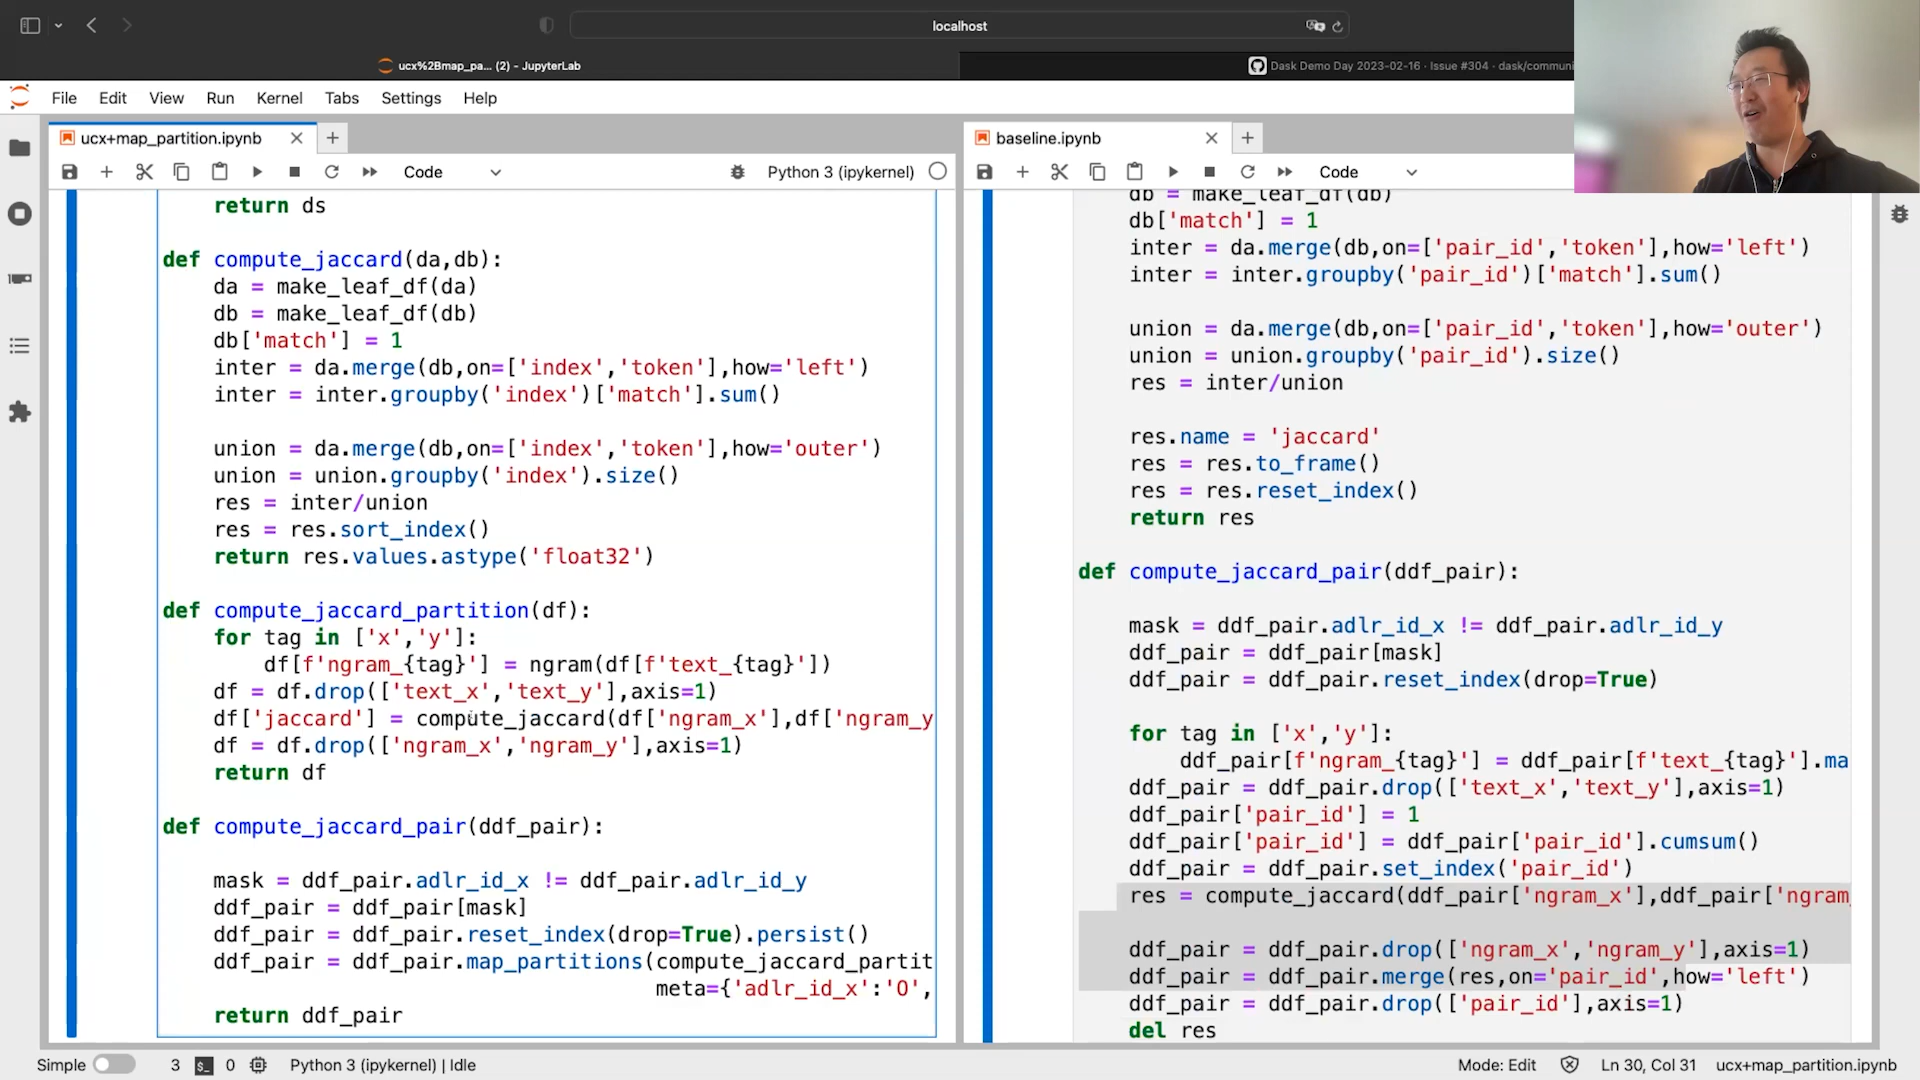 localhost
ucx%2Bmap_pa... (2) - JupyterLab
Dask Demo Day 2023-02-16 · Issue #304 · dask/communi
File Edit View Run Kernel Tabs Settings Help
ucx+map_partition.ipynb
Code
Python 3 (ipykernel)
return ds
def compute_jaccard(da,db):
da = make_leaf_df(da)
db = make_leaf_df(db)
db['match'] = 1
inter = da.merge(db,on=['index','token'],how='left')
inter = inter.groupby('index')['match'].sum()
union = da.merge(db,on=['index','token'],how='outer')
union = union.groupby('index').size()
res = inter/union
res = res.sort_index()
return res.values.astype('float32')
def compute_jaccard_partition(df):
for tag in ['x','y']:
df[f'ngram_{tag}'] = ngram(df[f'text_{tag}'])
df = df.drop(['text_x','text_y'],axis=1)
df['jaccard'] = compute_jaccard(df['ngram_x'],df['ngram_y
df = df.drop(['ngram_x','ngram_y'],axis=1)
return df
def compute_jaccard_pair(ddf_pair):
mask = ddf_pair.adlr_id_x != ddf_pair.adlr_id_y
ddf_pair = ddf_pair[mask]
ddf_pair = ddf_pair.reset_index(drop=True).persist()
ddf_pair = ddf_pair.map_partitions(compute_jaccard_partit
meta={'adlr_id_x':'O',
return ddf_pair
baseline.ipynb
Code
db = make_leaf_df(db)
db['match'] = 1
inter = da.merge(db,on=['pair_id','token'],how='left')
inter = inter.groupby('pair_id')['match'].sum()
union = da.merge(db,on=['pair_id','token'],how='outer')
union = union.groupby('pair_id').size()
res = inter/union
res.name = 'jaccard'
res = res.to_frame()
res = res.reset_index()
return res
def compute_jaccard_pair(ddf_pair):
mask = ddf_pair.adlr_id_x != ddf_pair.adlr_id_y
ddf_pair = ddf_pair[mask]
ddf_pair = ddf_pair.reset_index(drop=True)
for tag in ['x','y']:
ddf_pair[f'ngram_{tag}'] = ddf_pair[f'text_{tag}'].ma
ddf_pair = ddf_pair.drop(['text_x','text_y'],axis=1)
ddf_pair['pair_id'] = 1
ddf_pair['pair_id'] = ddf_pair['pair_id'].cumsum()
ddf_pair = ddf_pair.set_index('pair_id')
res = compute_jaccard(ddf_pair['ngram_x'],ddf_pair['ngram_
ddf_pair = ddf_pair.drop(['ngram_x','ngram_y'],axis=1)
ddf_pair = ddf_pair.merge(res,on='pair_id',how='left')
ddf_pair = ddf_pair.drop(['pair_id'],axis=1)
del res
Simple 3 0 Python 3 (ipykernel) | Idle Mode: Edit Ln 30, Col 31 ucx+map_partition.ipynb